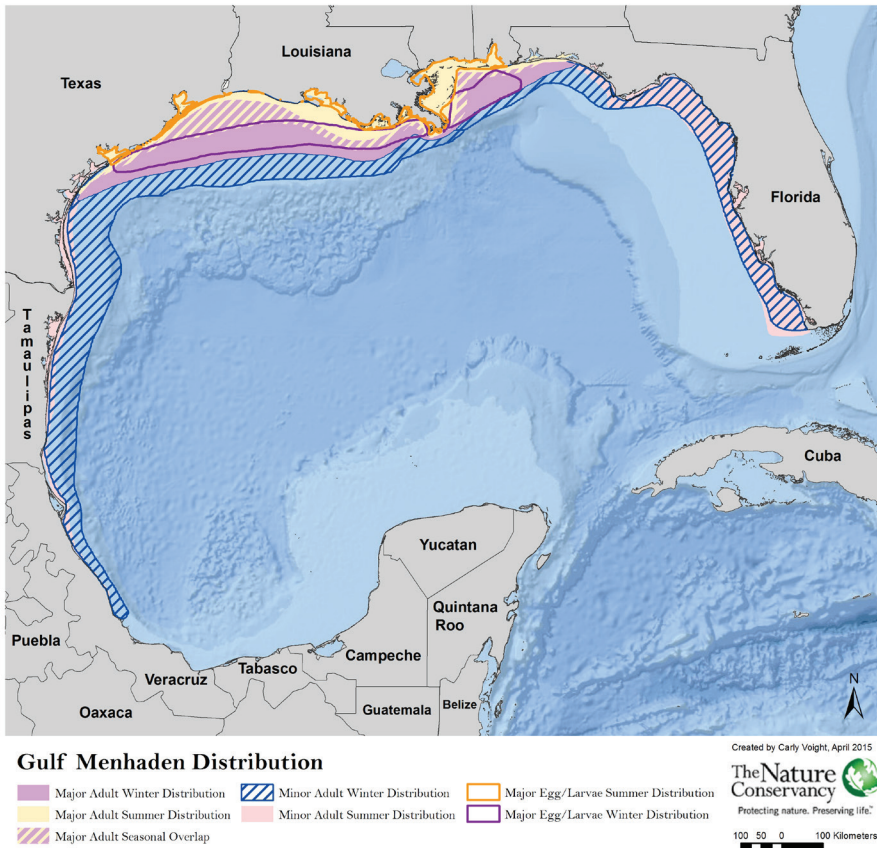 Louisiana
Texas
Florida
Tamaulipas
Cuba
Yucatan
Quintana
Roo
Puebla
Campeche
Tabasco
Veracruz
Belize
Guatemala
Oaxaca
N
Created by Carly Voight, April 2015
Gulf Menhaden Distribution
Major Adult Winter Distribution
Minor Adult Winter Distribution
Major Egg/Larvae Summer Distribution
Major Adult Summer Distribution
Minor Adult Summer Distribution
Major Egg/Larvae Winter Distribution
Major Adult Seasonal Overlap
The Nature
Conservancy
Protecting nature. Preserving life.™
100 50 0 100 Kilometers